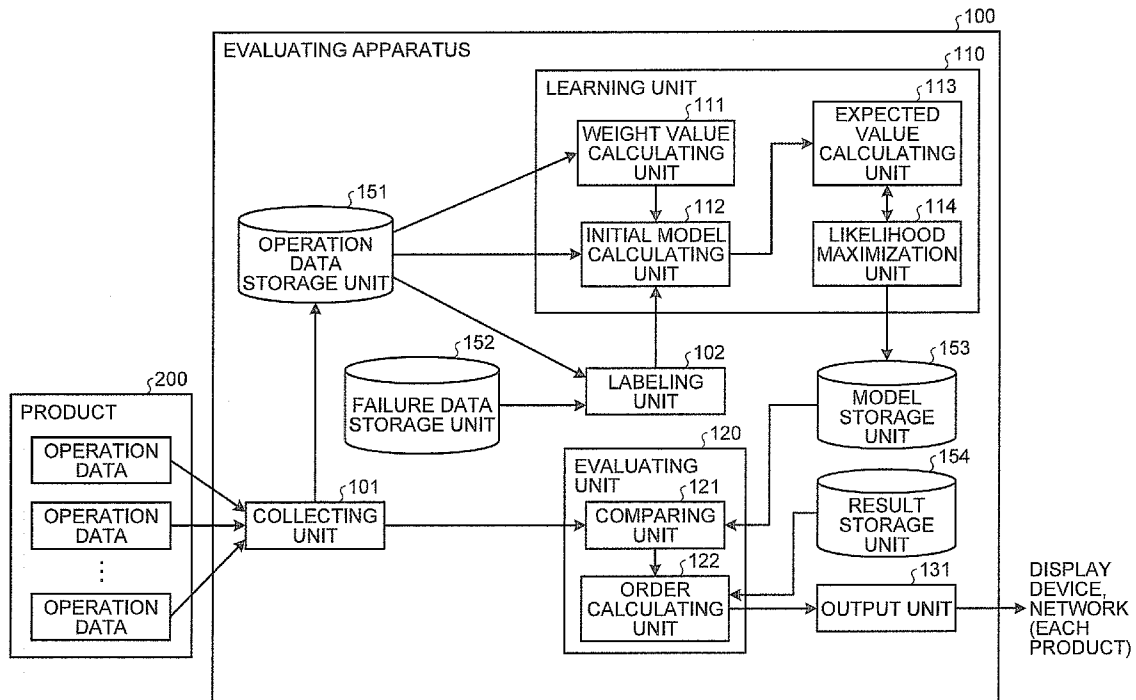 100
EVALUATING APPARATUS
110
LEARNING UNIT
111
WEIGHT VALUE
CALCULATING
UNIT
113
EXPECTED
VALUE
CALCULATING
UNIT
151
OPERATION
DATA
STORAGE UNIT
112
INITIAL MODEL
CALCULATING
UNIT
114
LIKELIHOOD
MAXIMIZATION
UNIT
152
FAILURE DATA
STORAGE UNIT
102
LABELING
UNIT
153
MODEL
STORAGE
UNIT
200
PRODUCT
OPERATION
DATA
OPERATION
DATA
⋮
OPERATION
DATA
101
COLLECTING
UNIT
120
EVALUATING
UNIT
121
COMPARING
UNIT
122
ORDER
CALCULATING
UNIT
154
RESULT
STORAGE
UNIT
131
OUTPUT UNIT
DISPLAY
DEVICE,
NETWORK
(EACH
PRODUCT)